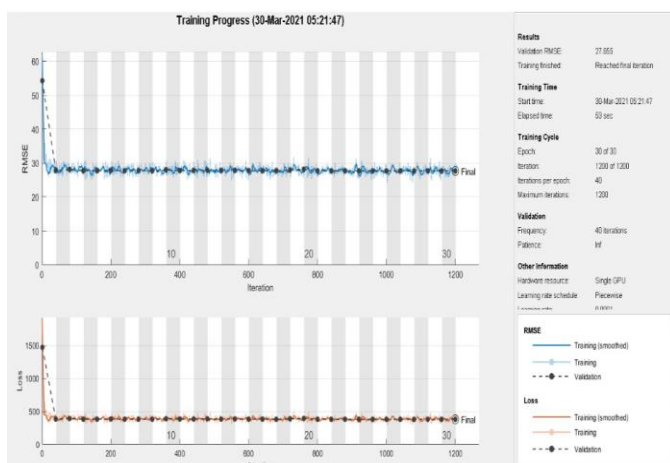 Training Progress (30-Mar-2021 05:21:47)
60
50
40
30
20
10
0
RMSE
Final
10
20
30
0
200
400
600
800
1000
1200
Iteration
1500
1000
500
0
Loss
Final
10
20
30
0
200
400
600
800
1000
1200
Results
Validation RMSE:
Training finished: Reached final iteration
Training Time
Start time: 30-Mar-2021 05:21:47
Elapsed time: 53 sec
Training Cycle
Epoch: 30 of 30
Iteration: 1200 of 1200
Iterations per epoch: 40
Maximum iterations: 1200
Validation
Frequency: 40 iterations
Patience: Inf
Other Information
Hardware resource: Single GPU
Learning rate schedule: Piecewise
RMSE
Training (smoothed)
Training
Validation
Loss
Training (smoothed)
Training
Validation